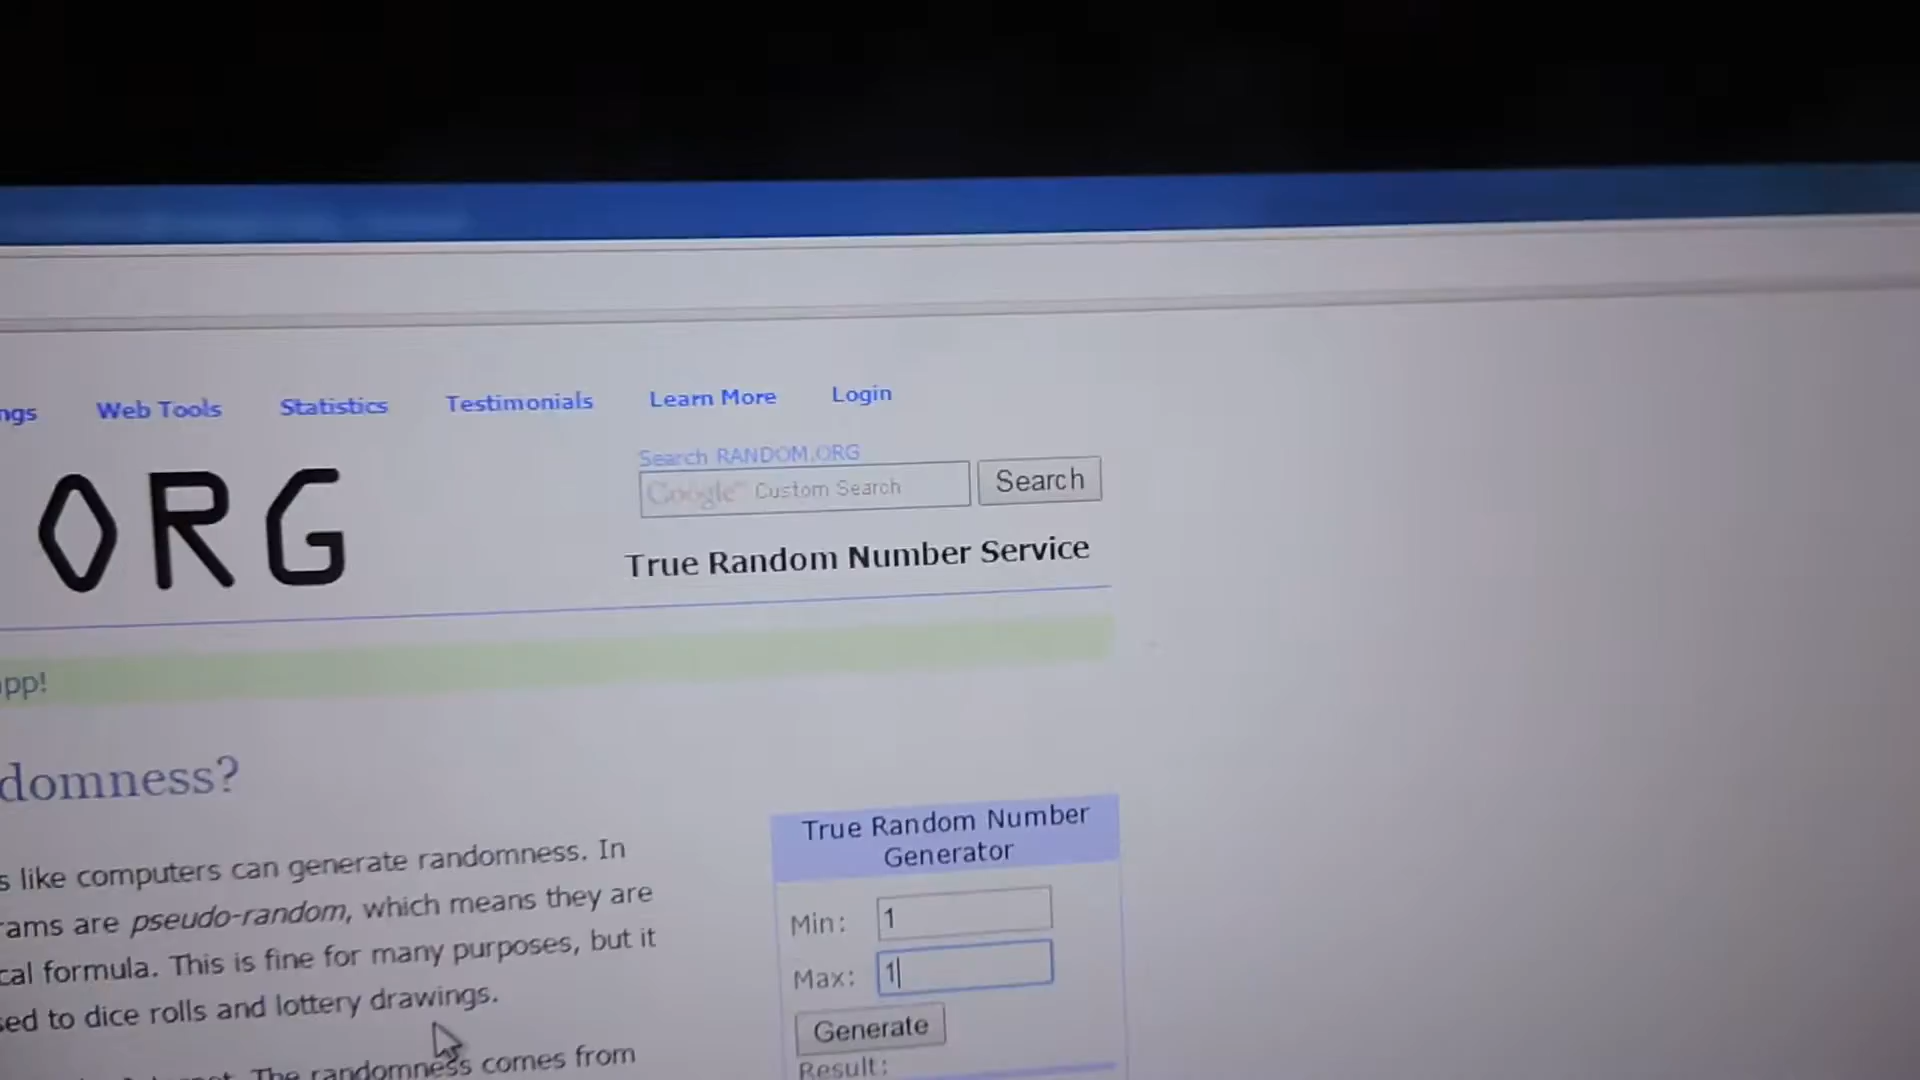 Web Tools Statistics Testimonials Learn More Login
Search RANDOM.ORG
Google™ Custom Search Search
ORG
True Random Number Service
pp!
domness?
True Random Number
Generator
s like computers can generate randomness. In
rams are pseudo-random, which means they are
cal formula. This is fine for many purposes, but it
sed to dice rolls and lottery drawings.
Min: 1
Max: 1
Generate
Result:
The randomness comes from